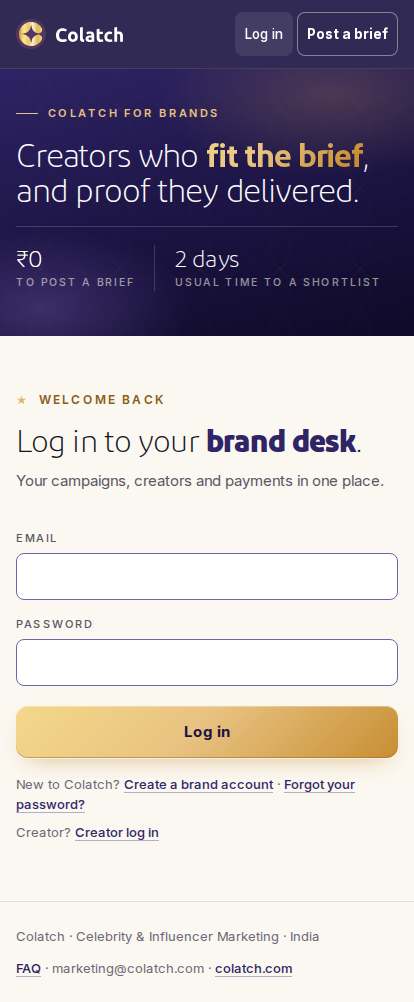 Colatch
Log in
Post a brief
COLATCH FOR BRANDS
Creators who fit the brief,
and proof they delivered.
₹0
TO POST A BRIEF
2 days
USUAL TIME TO A SHORTLIST
★ WELCOME BACK
Log in to your brand desk.
Your campaigns, creators and payments in one place.
EMAIL
PASSWORD
Log in
New to Colatch? Create a brand account · Forgot your
password?
Creator? Creator log in
Colatch · Celebrity & Influencer Marketing · India
FAQ · marketing@colatch.com · colatch.com